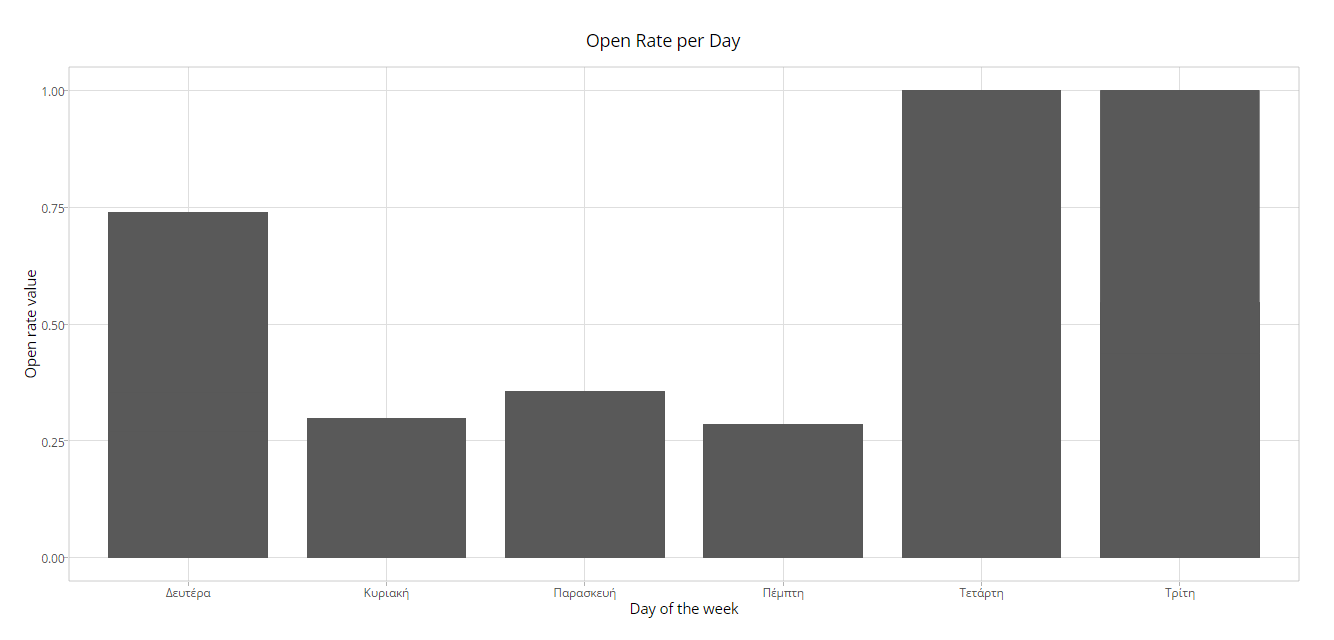 Open Rate per Day
Open rate value
1.00
0.75
0.50
0.25
0.00
Δευτέρα Κυριακή Παρασκευή Πέμπτη Τετάρτη Τρίτη
Day of the week